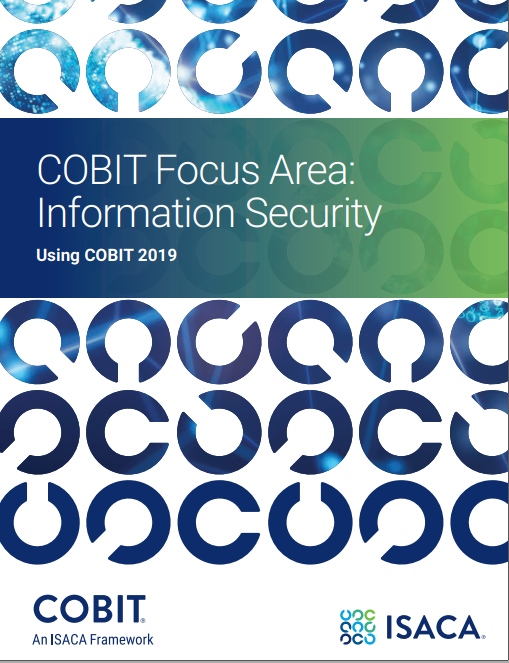 COBIT Focus Area:
Information Security
Using COBIT 2019
COBIT®
An ISACA Framework
ISACA®